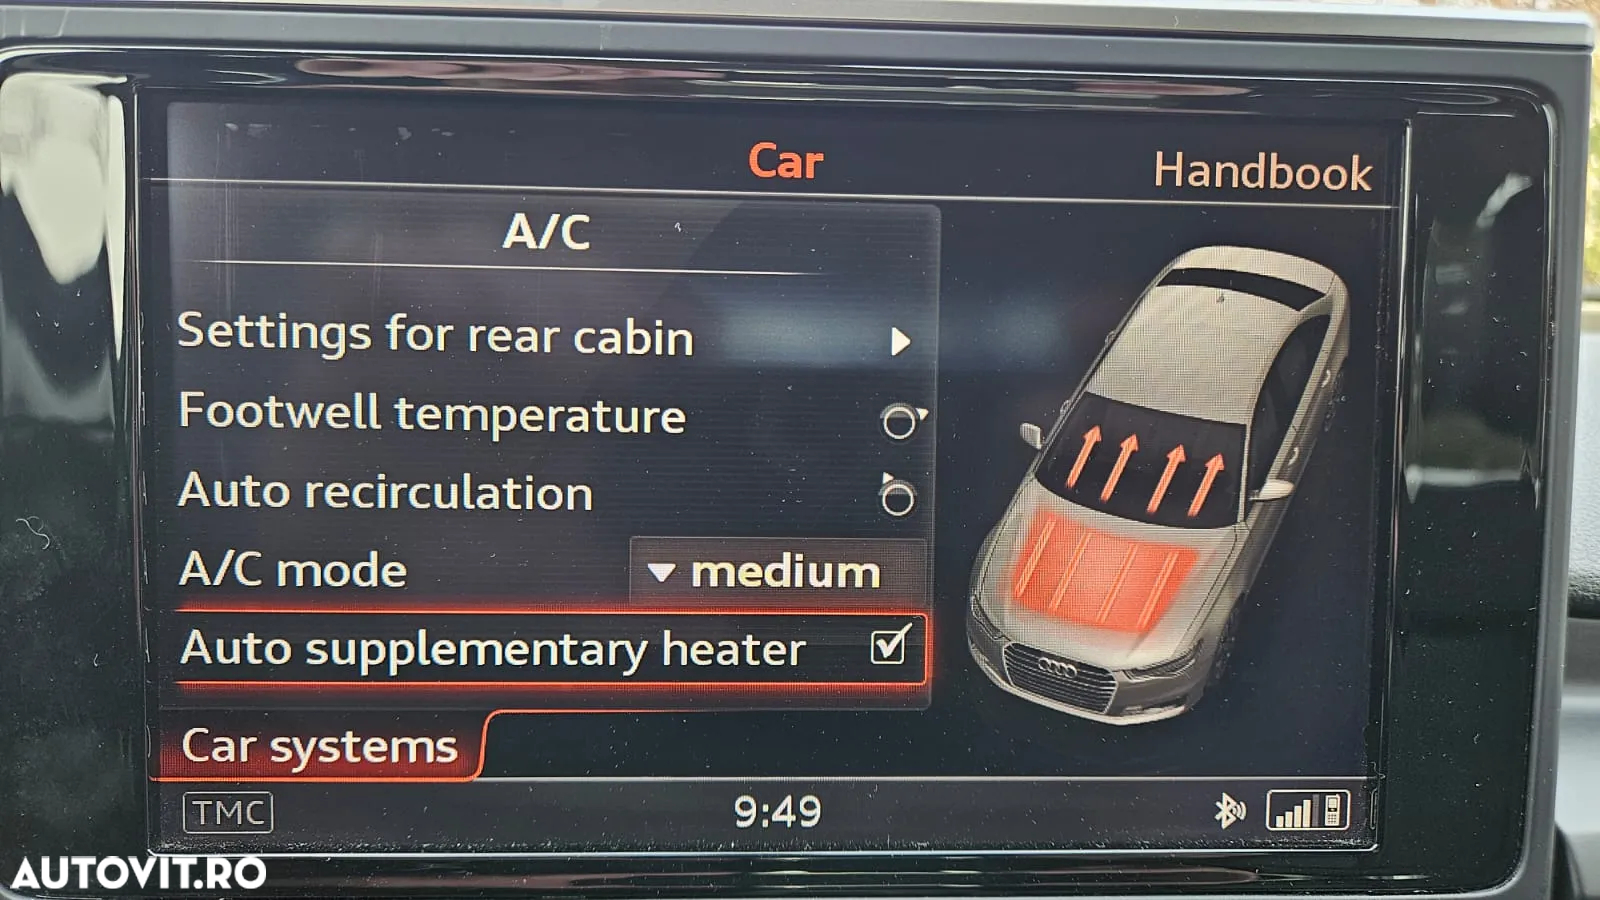 Car
Handbook
A/C
Settings for rear cabin
Footwell temperature
Auto recirculation
A/C mode
medium
Auto supplementary heater
Car systems
TMC
9:49
AUTOVIT.RO